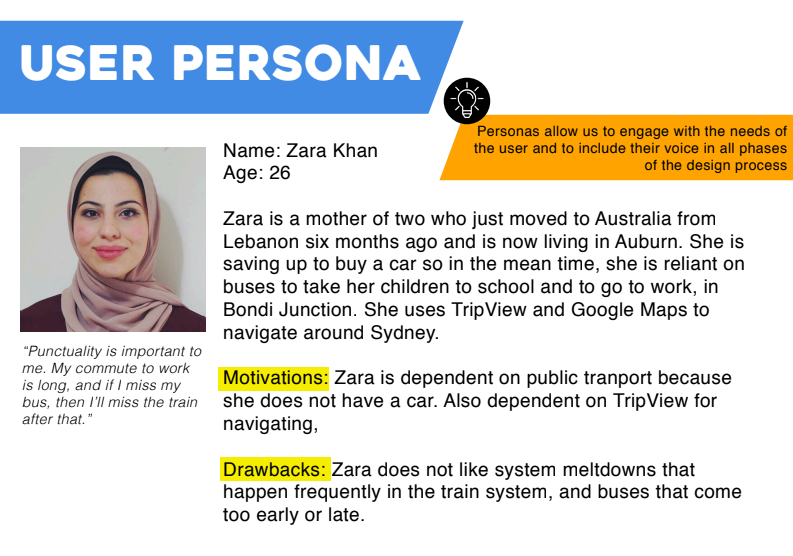 USER PERSONA
Personas allow us to engage with the needs of
the user and to include their voice in all phases
of the design process
Name: Zara Khan
Age: 26
Zara is a mother of two who just moved to Australia from
Lebanon six months ago and is now living in Auburn. She is
saving up to buy a car so in the mean time, she is reliant on
buses to take her children to school and to go to work, in
Bondi Junction. She uses TripView and Google Maps to
navigate around Sydney.
“Punctuality is important to
me. My commute to work
is long, and if I miss my
bus, then I’ll miss the train
after that.”
Motivations: Zara is dependent on public tranport because
she does not have a car. Also dependent on TripView for
navigating,
Drawbacks: Zara does not like system meltdowns that
happen frequently in the train system, and buses that come
too early or late.